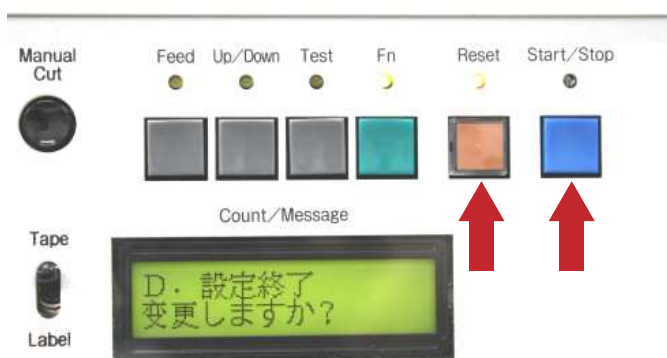 Manual
Cut
Feed Up/Down Test Fn Reset Start/Stop
Count/Message
Tape
Label
D. 設定終了
変更しますか?